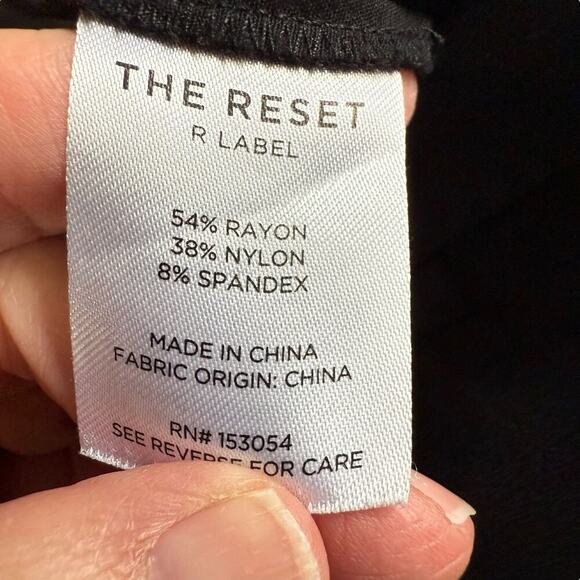 THE RESET
R LABEL
54% RAYON
38% NYLON
8% SPANDEX
MADE IN CHINA
FABRIC ORIGIN: CHINA
RN# 153054
SEE REVERSE FOR CARE